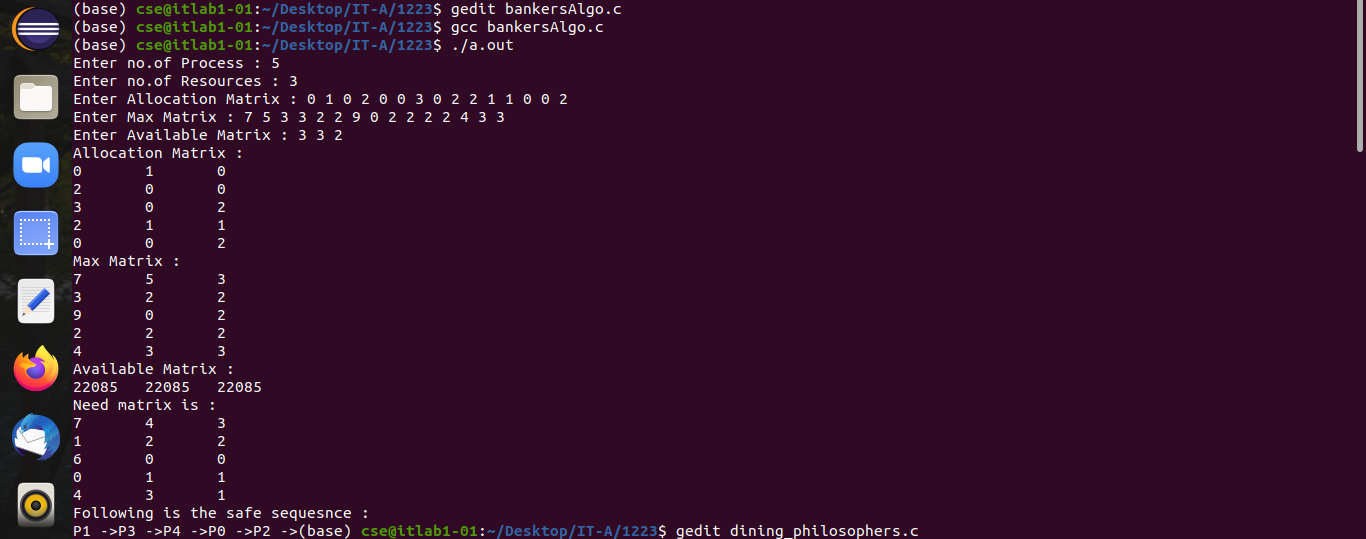 (base) cse@itlab1-01:~/Desktop/IT-A/1223$ gedit bankersAlgo.c
(base) cse@itlab1-01:~/Desktop/IT-A/1223$ gcc bankersAlgo.c
(base) cse@itlab1-01:~/Desktop/IT-A/1223$ ./a.out
Enter no.of Process : 5
Enter no.of Resources : 3
Enter Allocation Matrix : 0 1 0 2 0 0 3 0 2 2 1 1 0 0 2
Enter Max Matrix : 7 5 3 3 2 2 9 0 2 2 2 2 4 3 3
Enter Available Matrix : 3 3 2
Allocation Matrix :
0 1 0
2 0 0
3 0 2
2 1 1
0 0 2
Max Matrix :
7 5 3
3 2 2
9 0 2
2 2 2
4 3 3
Available Matrix :
22085 22085 22085
Need matrix is :
7 4 3
1 2 2
6 0 0
0 1 1
4 3 1
Following is the safe sequesnce :
P1 ->P3 ->P4 ->P0 ->P2 ->(base) cse@itlab1-01:~/Desktop/IT-A/1223$ gedit dining_philosophers.c